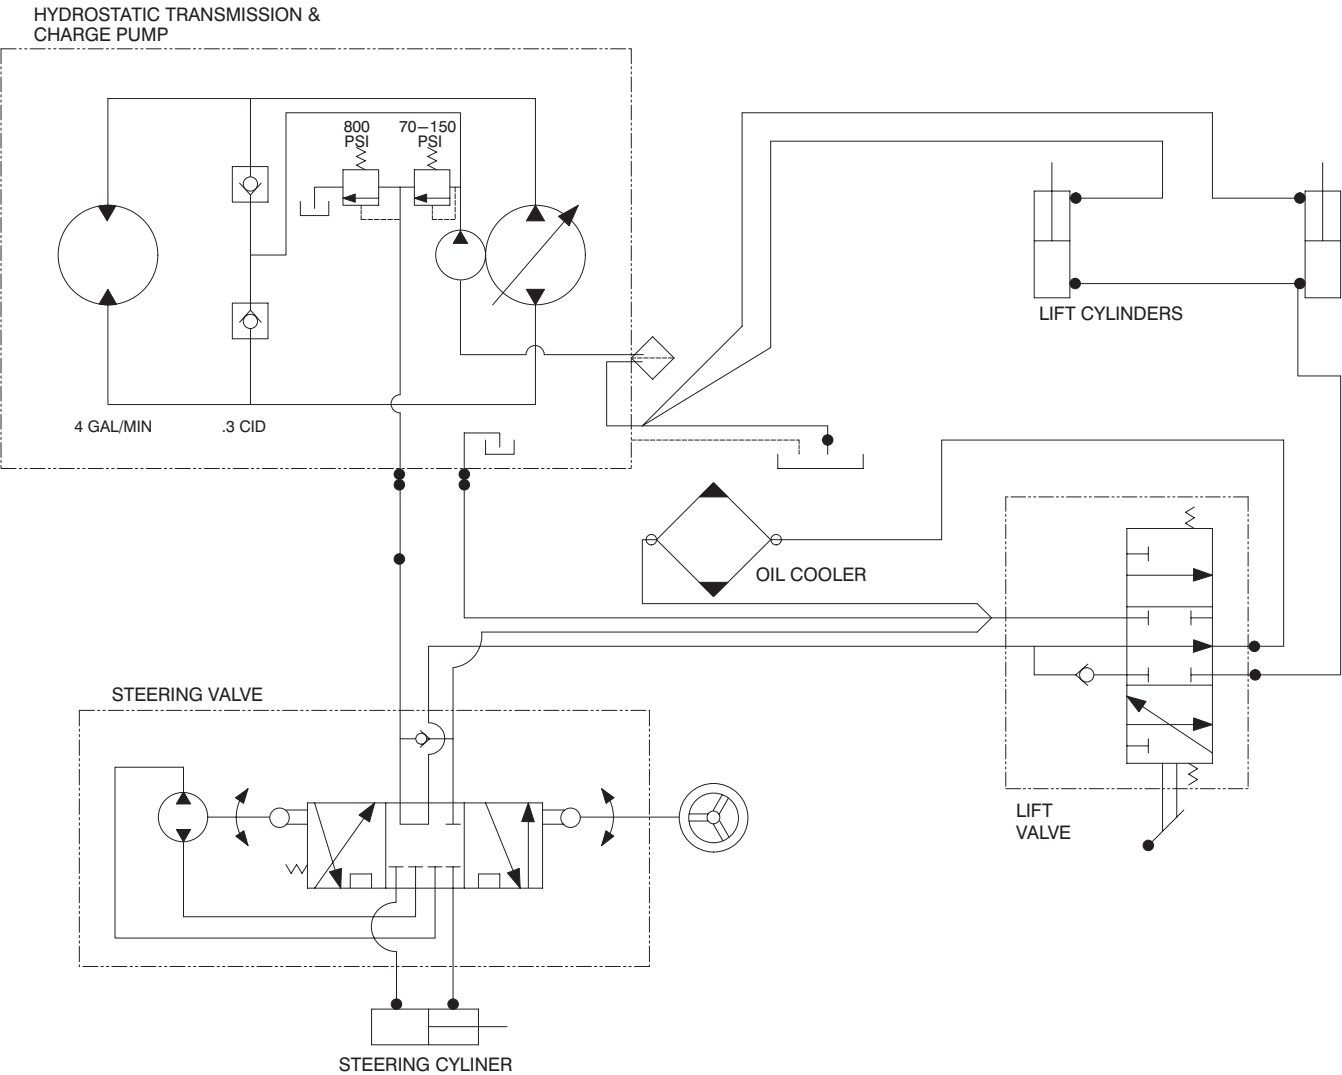 HYDROSTATIC TRANSMISSION &
CHARGE PUMP
800
PSI
70–150
PSI
4 GAL/MIN
.3 CID
LIFT CYLINDERS
OIL COOLER
STEERING VALVE
LIFT
VALVE
STEERING CYLINER